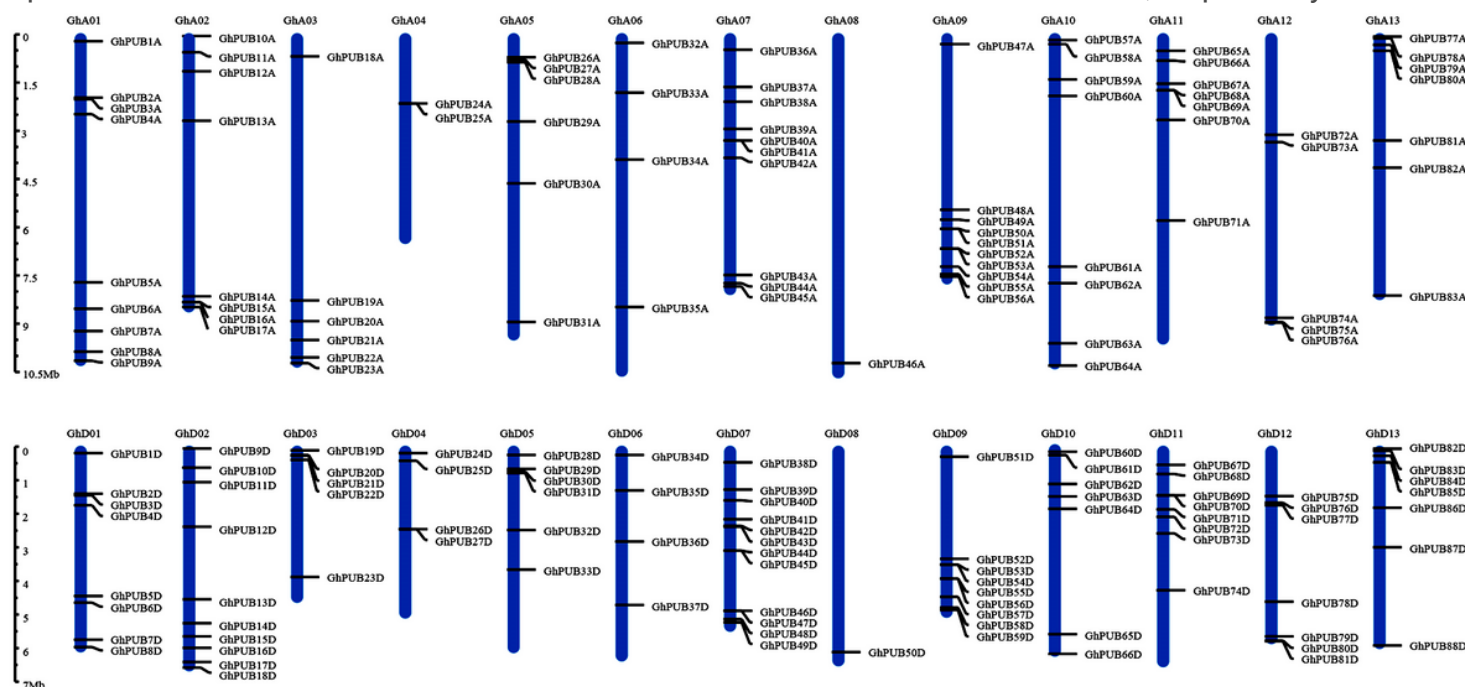 GhA01 GhA02 GhA03 GhA04 GhA05 GhA06 GhA07 GhA08 GhA09 GhA10 GhA11 GhA12 GhA13
0
1.5
3
4.5
6
7.5
9
10.5Mb
GhPUB1A
GhPUB2A
GhPUB3A
GhPUB4A
GhPUB5A
GhPUB6A
GhPUB7A
GhPUB8A
GhPUB9A
GhPUB10A
GhPUB11A
GhPUB12A
GhPUB13A
GhPUB14A
GhPUB15A
GhPUB16A
GhPUB17A
GhPUB18A
GhPUB19A
GhPUB20A
GhPUB21A
GhPUB22A
GhPUB23A
GhPUB24A
GhPUB25A
GhPUB26A
GhPUB27A
GhPUB28A
GhPUB29A
GhPUB30A
GhPUB31A
GhPUB32A
GhPUB33A
GhPUB34A
GhPUB35A
GhPUB36A
GhPUB37A
GhPUB38A
GhPUB39A
GhPUB40A
GhPUB41A
GhPUB42A
GhPUB43A
GhPUB44A
GhPUB45A
GhPUB46A
GhPUB47A
GhPUB48A
GhPUB49A
GhPUB50A
GhPUB51A
GhPUB52A
GhPUB53A
GhPUB54A
GhPUB55A
GhPUB56A
GhPUB57A
GhPUB58A
GhPUB59A
GhPUB60A
GhPUB61A
GhPUB62A
GhPUB63A
GhPUB64A
GhPUB65A
GhPUB66A
GhPUB67A
GhPUB68A
GhPUB69A
GhPUB70A
GhPUB71A
GhPUB72A
GhPUB73A
GhPUB74A
GhPUB75A
GhPUB76A
GhPUB77A
GhPUB78A
GhPUB79A
GhPUB80A
GhPUB81A
GhPUB82A
GhPUB83A
GhD01 GhD02 GhD03 GhD04 GhD05 GhD06 GhD07 GhD08 GhD09 GhD10 GhD11 GhD12 GhD13
0
1
2
3
4
5
6
7Mb
GhPUB1D
GhPUB2D
GhPUB3D
GhPUB4D
GhPUB5D
GhPUB6D
GhPUB7D
GhPUB8D
GhPUB9D
GhPUB10D
GhPUB11D
GhPUB12D
GhPUB13D
GhPUB14D
GhPUB15D
GhPUB16D
GhPUB17D
GhPUB18D
GhPUB19D
GhPUB20D
GhPUB21D
GhPUB22D
GhPUB23D
GhPUB24D
GhPUB25D
GhPUB26D
GhPUB27D
GhPUB28D
GhPUB29D
GhPUB30D
GhPUB31D
GhPUB32D
GhPUB33D
GhPUB34D
GhPUB35D
GhPUB36D
GhPUB37D
GhPUB38D
GhPUB39D
GhPUB40D
GhPUB41D
GhPUB42D
GhPUB43D
GhPUB44D
GhPUB45D
GhPUB46D
GhPUB47D
GhPUB48D
GhPUB49D
GhPUB50D
GhPUB51D
GhPUB52D
GhPUB53D
GhPUB54D
GhPUB55D
GhPUB56D
GhPUB57D
GhPUB58D
GhPUB59D
GhPUB60D
GhPUB61D
GhPUB62D
GhPUB63D
GhPUB64D
GhPUB65D
GhPUB66D
GhPUB67D
GhPUB68D
GhPUB69D
GhPUB70D
GhPUB71D
GhPUB72D
GhPUB73D
GhPUB74D
GhPUB75D
GhPUB76D
GhPUB77D
GhPUB78D
GhPUB79D
GhPUB80D
GhPUB81D
GhPUB82D
GhPUB83D
GhPUB84D
GhPUB85D
GhPUB86D
GhPUB87D
GhPUB88D